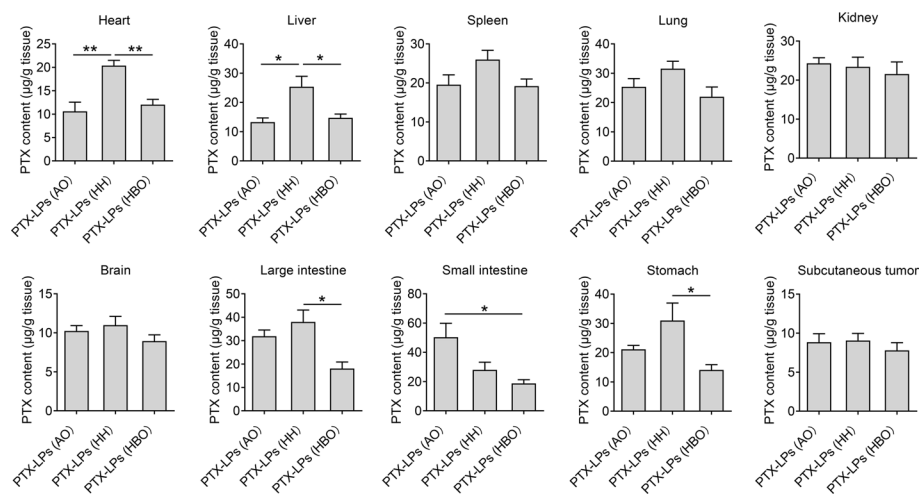 Heart
PTX content (µg/g tissue)
25
20
15
10
5
0
** **
PTX-LPs (AO)
PTX-LPs (HH)
PTX-LPs (HBO)
Liver
PTX content (µg/g tissue)
40
30
20
10
0
* *
PTX-LPs (AO)
PTX-LPs (HH)
PTX-LPs (HBO)
Spleen
PTX content (µg/g tissue)
40
30
20
10
0
PTX-LPs (AO)
PTX-LPs (HH)
PTX-LPs (HBO)
Lung
PTX content (µg/g tissue)
50
40
30
20
10
0
PTX-LPs (AO)
PTX-LPs (HH)
PTX-LPs (HBO)
Kidney
PTX content (µg/g tissue)
30
20
10
0
PTX-LPs (AO)
PTX-LPs (HH)
PTX-LPs (HBO)
Brain
PTX content (µg/g tissue)
15
10
5
0
PTX-LPs (AO)
PTX-LPs (HH)
PTX-LPs (HBO)
Large intestine
PTX content (µg/g tissue)
50
40
30
20
10
0
*
PTX-LPs (AO)
PTX-LPs (HH)
PTX-LPs (HBO)
Small intestine
PTX content (µg/g tissue)
80
60
40
20
0
*
PTX-LPs (AO)
PTX-LPs (HH)
PTX-LPs (HBO)
Stomach
PTX content (µg/g tissue)
40
30
20
10
0
*
PTX-LPs (AO)
PTX-LPs (HH)
PTX-LPs (HBO)
Subcutaneous tumor
PTX content (µg/g tissue)
15
10
5
0
PTX-LPs (AO)
PTX-LPs (HH)
PTX-LPs (HBO)